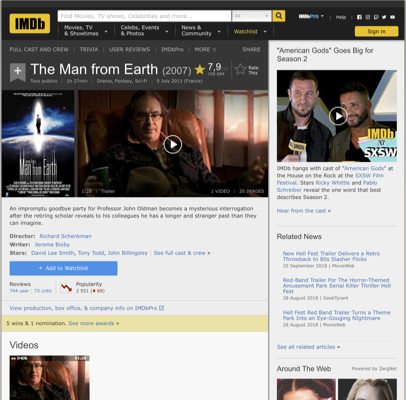 IMDb
Find Movies, TV shows, Celebrities and more...
All
IMDbPro
Help
Movies, TV
& Showtimes
Celebs, Events
& Photos
News &
Community
Watchlist
Sign in
FULL CAST AND CREW | TRIVIA | USER REVIEWS | IMDbPro | MORE
SHARE
The Man from Earth (2007)
7,9
Rate
This
Tous publics | 1h 27min | Drama, Fantasy, Sci-Fi | 5 July 2011 (France)
Man from
Earth
1:28 | Trailer
1 VIDEO | 20 IMAGES
An impromptu goodbye party for Professor John Oldman becomes a mysterious interrogation
after the retiring scholar reveals to his colleagues he has a longer and stranger past than they
can imagine.
Director: Richard Schenkman
Writer: Jerome Bixby
Stars: David Lee Smith, Tony Todd, John Billingsley | See full cast & crew »
+ Add to Watchlist
Reviews
744 user | 73 critic
Popularity
2 921 (69)
View production, box office, & company info on IMDbPro
5 wins & 1 nomination. See more awards »
Videos
"American Gods" Goes Big for
Season 2
IMDb
at
SXSW
IMDb hangs with cast of "American Gods" at
the House on the Rock at the SXSW Film
Festival. Stars Ricky Whittle and Pablo
Schreiber reveal the one word that best
describes Season 2.
Hear from the cast »
Related News
New Hell Fest Trailer Delivers a Retro
Throwback to 80s Slasher Flicks
25 September 2018 | MovieWeb
Red-Band Trailer For The Horror-Themed
Amusement Park Serial Killer Thriller Hell
Fest
28 August 2018 | GeekTyrant
Hell Fest Red Band Trailer Turns a Theme
Park Into an Eye-Gouging Nightmare
28 August 2018 | MovieWeb
See all related articles »
Around The Web
Powered by ZergNet